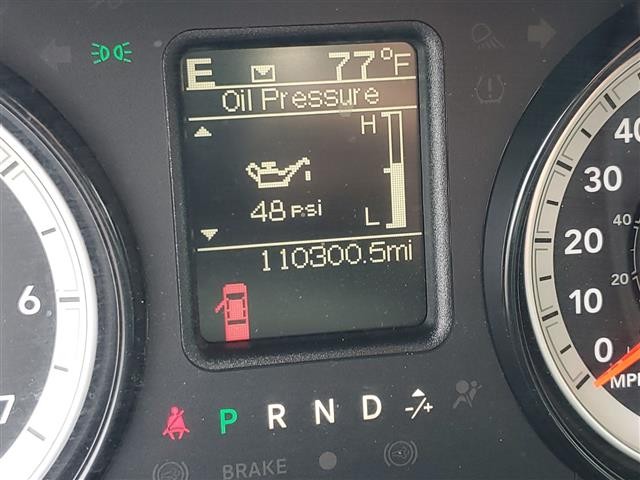 E 77°F
Oil Pressure
H
48 psi
L
110300.5mi
6
7
40
30
20
10
0
40
20
MPH
P R N D -/+
BRAKE